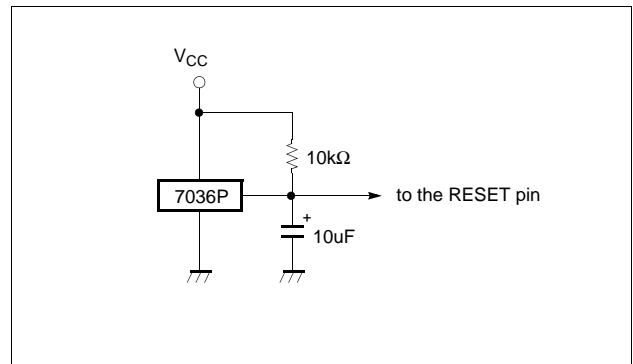 VCC
10kΩ
7036P
to the RESET pin
+
10uF